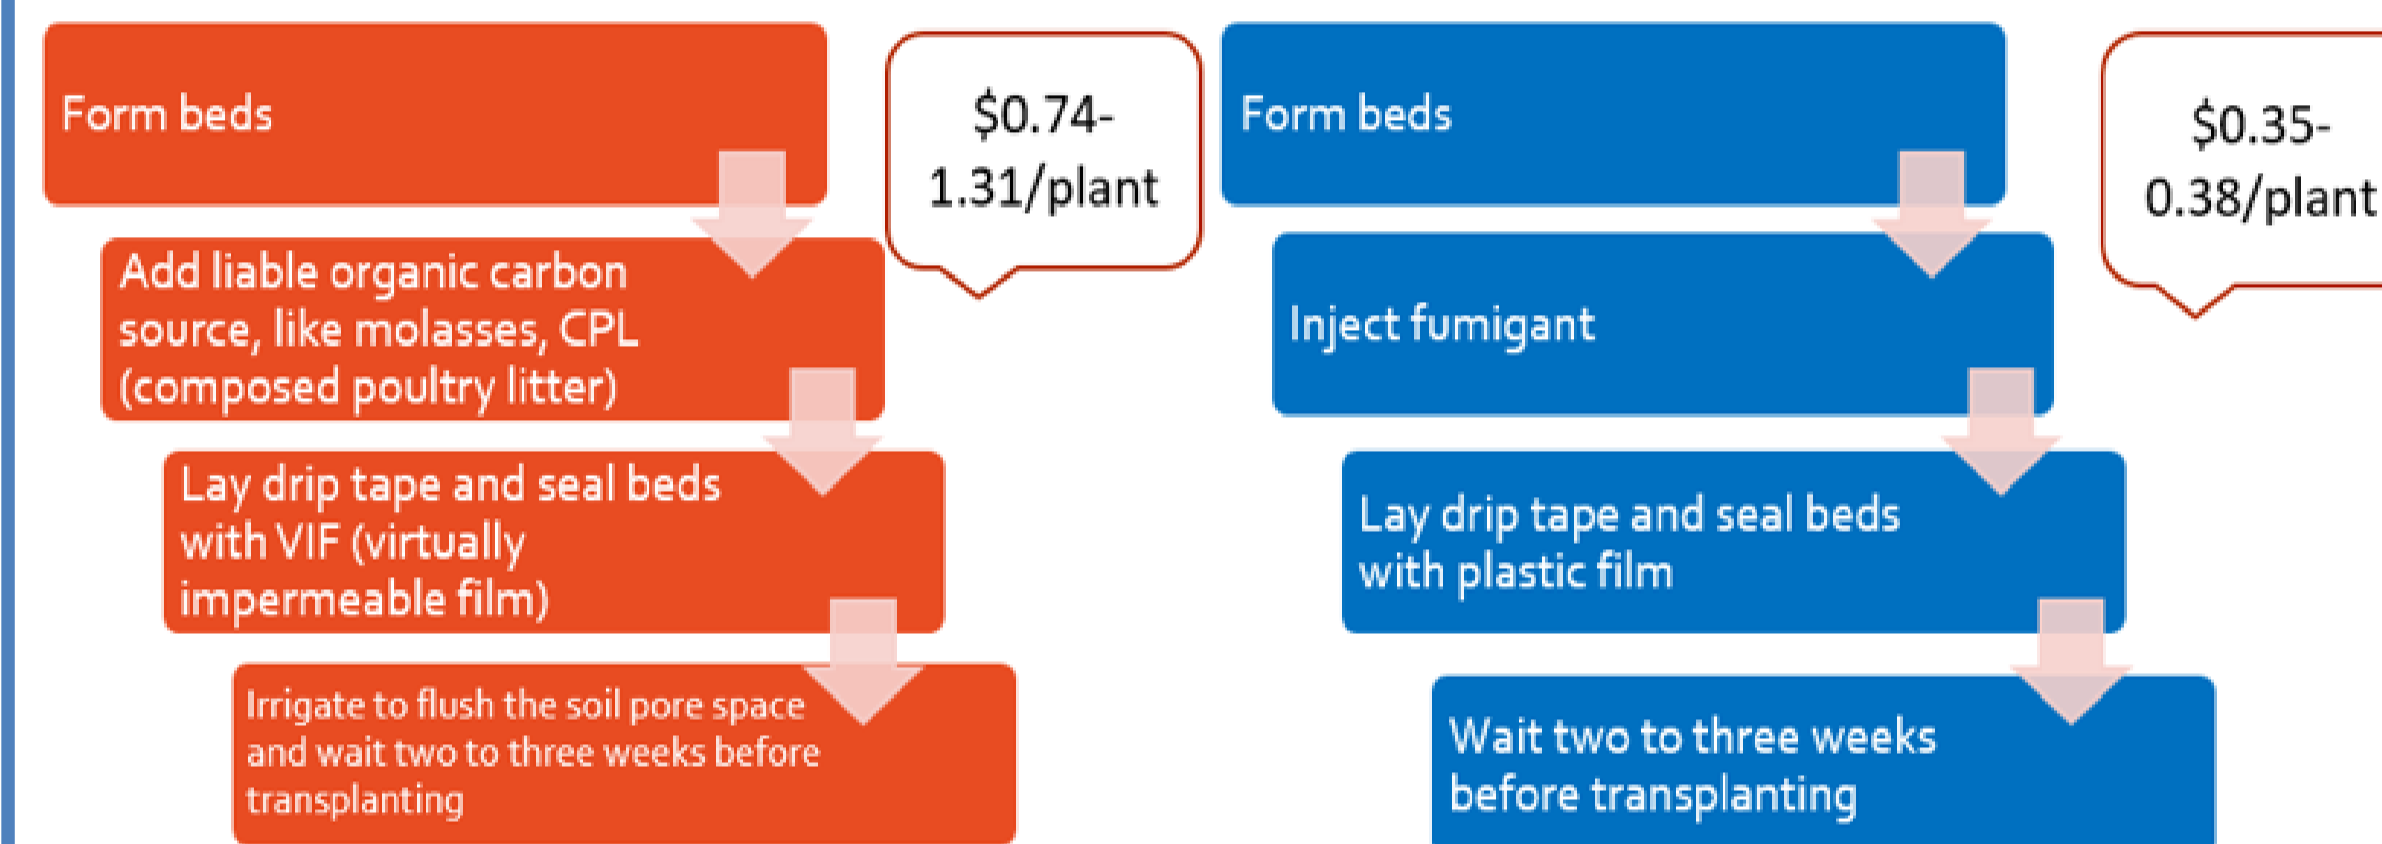 Form beds
$0.74-
1.31/plant
Add liable organic carbon
source, like molasses, CPL
(composed poultry litter)
Lay drip tape and seal beds
with VIF (virtually
impermeable film)
Irrigate to flush the soil pore space
and wait two to three weeks before
transplanting
Form beds
$0.35-
0.38/plant
Inject fumigant
Lay drip tape and seal beds
with plastic film
Wait two to three weeks
before transplanting